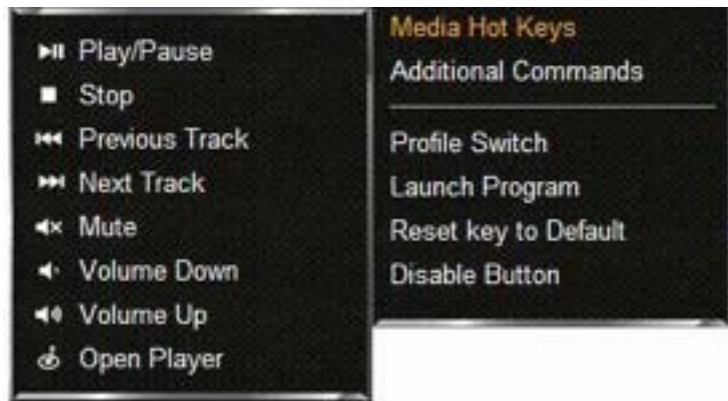 Play/Pause
Stop
Previous Track
Next Track
Mute
Volume Down
Volume Up
Open Player
Media Hot Keys
Additional Commands
Profile Switch
Launch Program
Reset key to Default
Disable Button